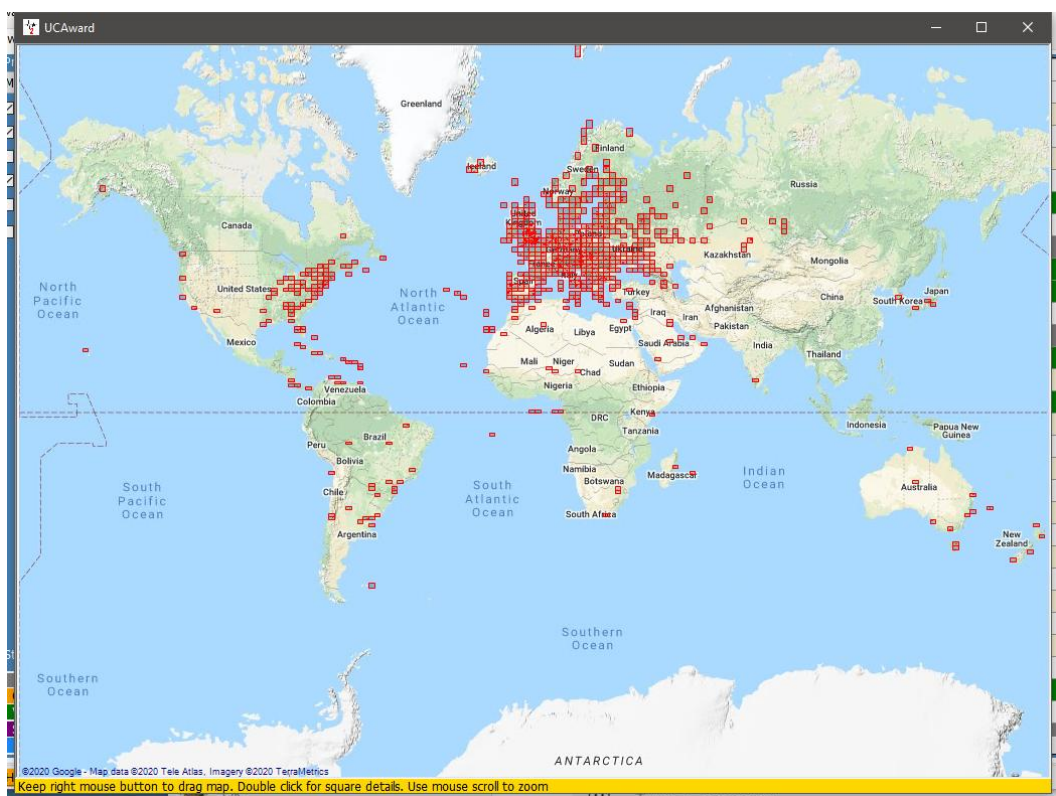 UCAward
Greenland
Iceland
Finland
Sweden
Norway
Russia
Canada
United
Kingdom
Ukraine
Kazakhstan
Mongolia
North
Pacific
Ocean
United States
North
Atlantic
Ocean
Spain
Italy
Turkey
China
South Korea
Japan
Afghanistan
Iraq
Iran
Pakistan
Algeria
Libya
Egypt
Saudi Arabia
Mexico
India
Thailand
Mali
Niger
Chad
Sudan
Nigeria
Ethiopia
Venezuela
Colombia
DRC
Kenya
Tanzania
Indonesia
Papua New
Guinea
Peru
Brazil
Bolivia
Angola
Namibia
Botswana
Madagascar
Indian
Ocean
South
Pacific
Ocean
Chile
South
Atlantic
Ocean
Australia
South Africa
Argentina
New
Zealand
Southern
Ocean
Southern
Ocean
ANTARCTICA
©2020 Google - Map data ©2020 Tele Atlas, Imagery ©2020 TerraMetrics
Keep right mouse button to drag map. Double click for square details. Use mouse scroll to zoom